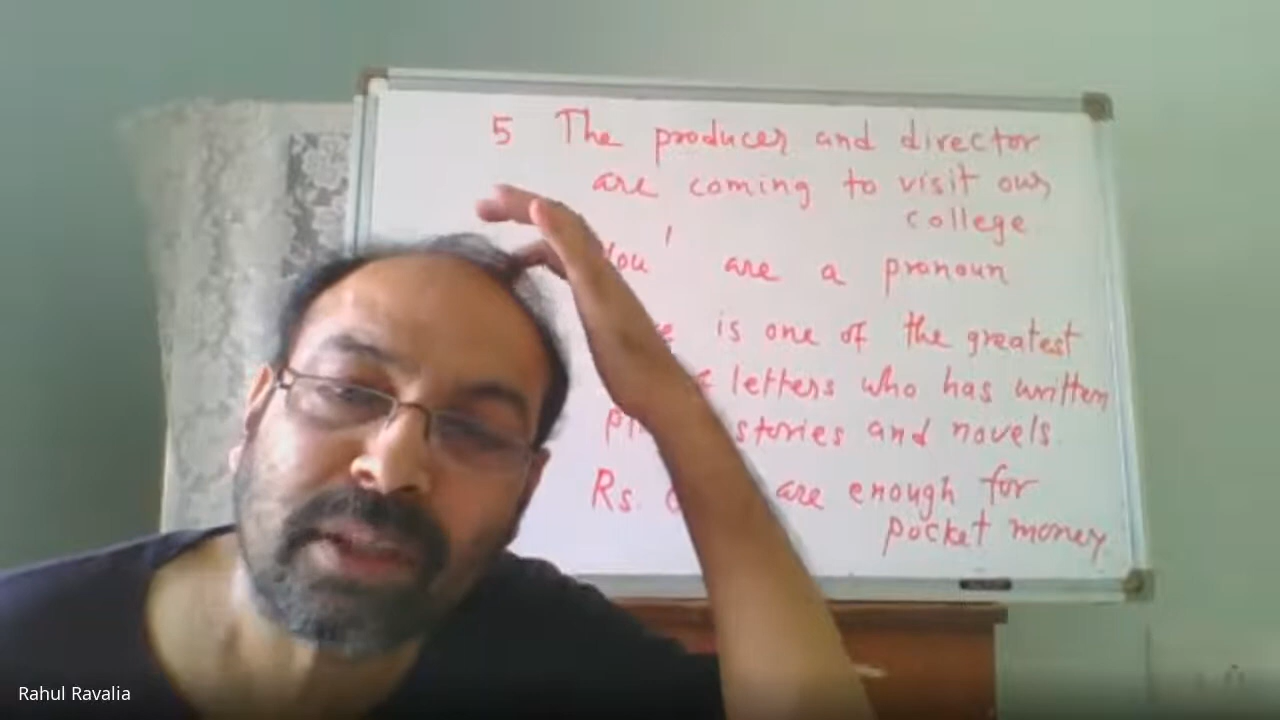 5 The producer and director
are coming to visit our
college
You' are a pronoun
is one of the greatest
letters who has written
stories and novels
Rs. are enough for
pocket money.
Rahul Ravalia